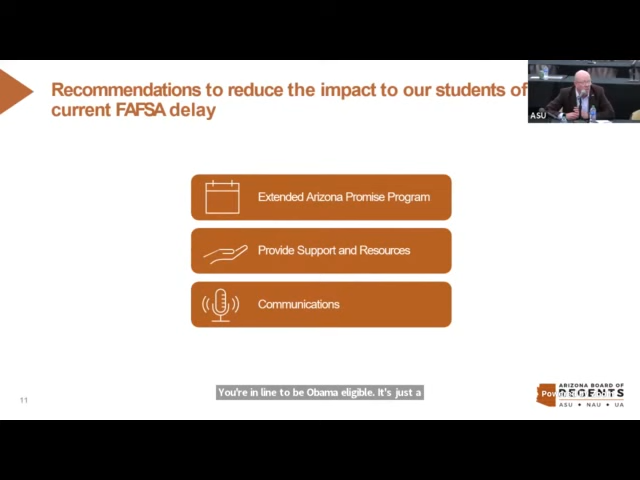 Recommendations to reduce the impact to our students of
current FAFSA delay
ASU
Extended Arizona Promise Program
Provide Support and Resources
Communications
You're in line to be Obama eligible. It's just a
11
ARIZONA BOARD OF
REGENTS
ASU • NAU • UA